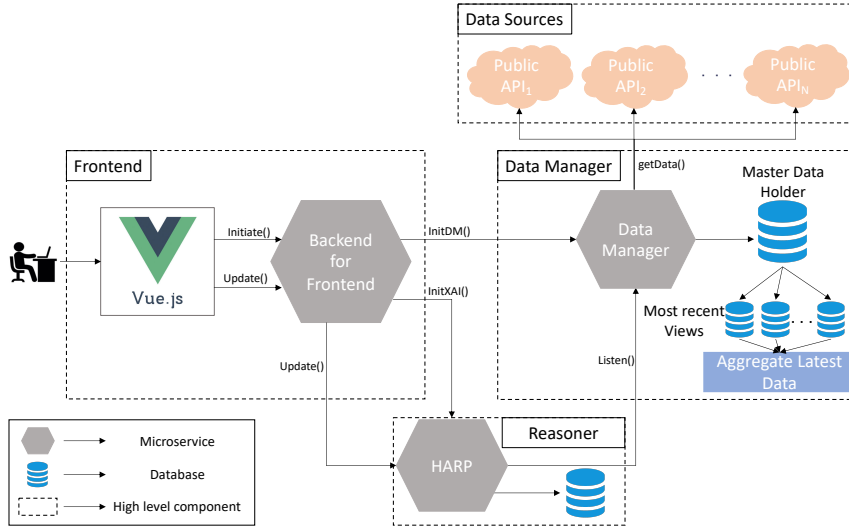 Data Sources
Public
API1
Public
API2
. . .
Public
APIN
Frontend
Data Manager
getData()
Master Data
Holder
Initiate()
Backend
for
Frontend
InitDM()
Data
Manager
Vue.js
Update()
InitXAI()
Most recent
Views
. . .
Update()
Listen()
Aggregate Latest
Data
Microservice
Database
High level component
Reasoner
HARP